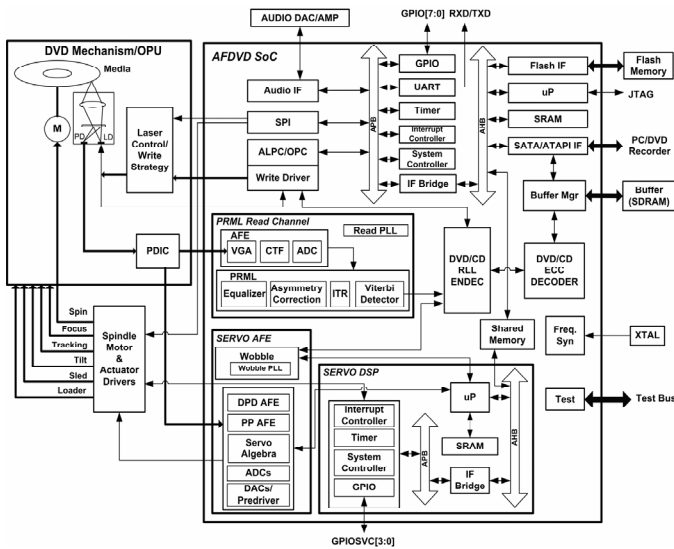 AUDIO DAC/AMP
GPIO[7:0]
RXD/TXD
DVD Mechanism/OPU
Media
M
PD
LD
Laser
Control/
Write
Strategy
PDIC
AFDVD SoC
Audio IF
SPI
ALPC/OPC
Write Driver
APB
GPIO
UART
Timer
Interrupt
Controller
System
Controller
IF Bridge
AHB
Flash IF
uP
SRAM
SATA/ATAPI IF
Buffer Mgr
Flash
Memory
JTAG
PC/DVD
Recorder
Buffer
(SDRAM)
PRML Read Channel
Read PLL
AFE
VGA
CTF
ADC
PRML
Equalizer
Asymmetry
Correction
ITR
Viterbi
Detector
DVD/CD
RLL
ENDEC
DVD/CD
ECC
DECODER
Shared
Memory
Freq.
Syn
XTAL
Test
Test Bus
Spin
Focus
Tracking
Tilt
Sled
Loader
Spindle
Motor
&
Actuator
Drivers
SERVO AFE
Wobble
Wobble PLL
DPD AFE
PP AFE
Servo
Algebra
ADCs
DACs/
Predriver
SERVO DSP
Interrupt
Controller
Timer
System
Controller
GPIO
APB
uP
SRAM
IF
Bridge
AHB
GPIOSVC[3:0]